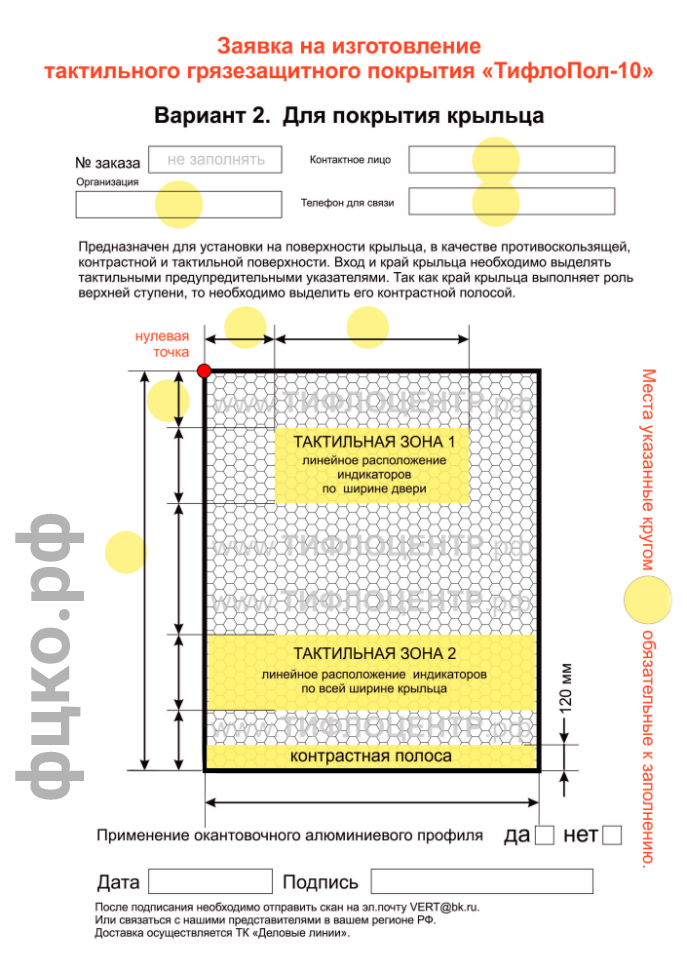 Заявка на изготовление
тактильного грязезащитного покрытия «ТифлоПол-10»
Вариант 2. Для покрытия крыльца
№ заказа не заполнять Контактное лицо
Организация
Телефон для связи
Предназначен для установки на поверхности крыльца, в качестве противоскользящей,
контрастной и тактильной поверхности. Вход и край крыльца необходимо выделять
тактильными предупредительными указателями. Так как край крыльца выполняет роль
верхней ступени, то необходимо выделить его контрастной полосой.
нулевая
точка
www.ТИФЛОЦЕНТР.рф
ТАКТИЛЬНАЯ ЗОНА 1
линейное расположение
индикаторов
по ширине двери
www.ТИФЛОЦЕНТР.рф
www.ТИФЛОЦЕНТР.рф
ТАКТИЛЬНАЯ ЗОНА 2
линейное расположение индикаторов
по всей ширине крыльца
www.ТИФЛОЦЕНТР.рф
контрастная полоса
120 мм
фцко.рф
Места указанные кругом обязательные к заполнению.
Применение окантовочного алюминиевого профиля да нет
Дата Подпись
После подписания необходимо отправить скан на эл.почту VERT@bk.ru.
Или связаться с нашими представителями в вашем регионе РФ.
Доставка осуществляется ТК «Деловые линии».